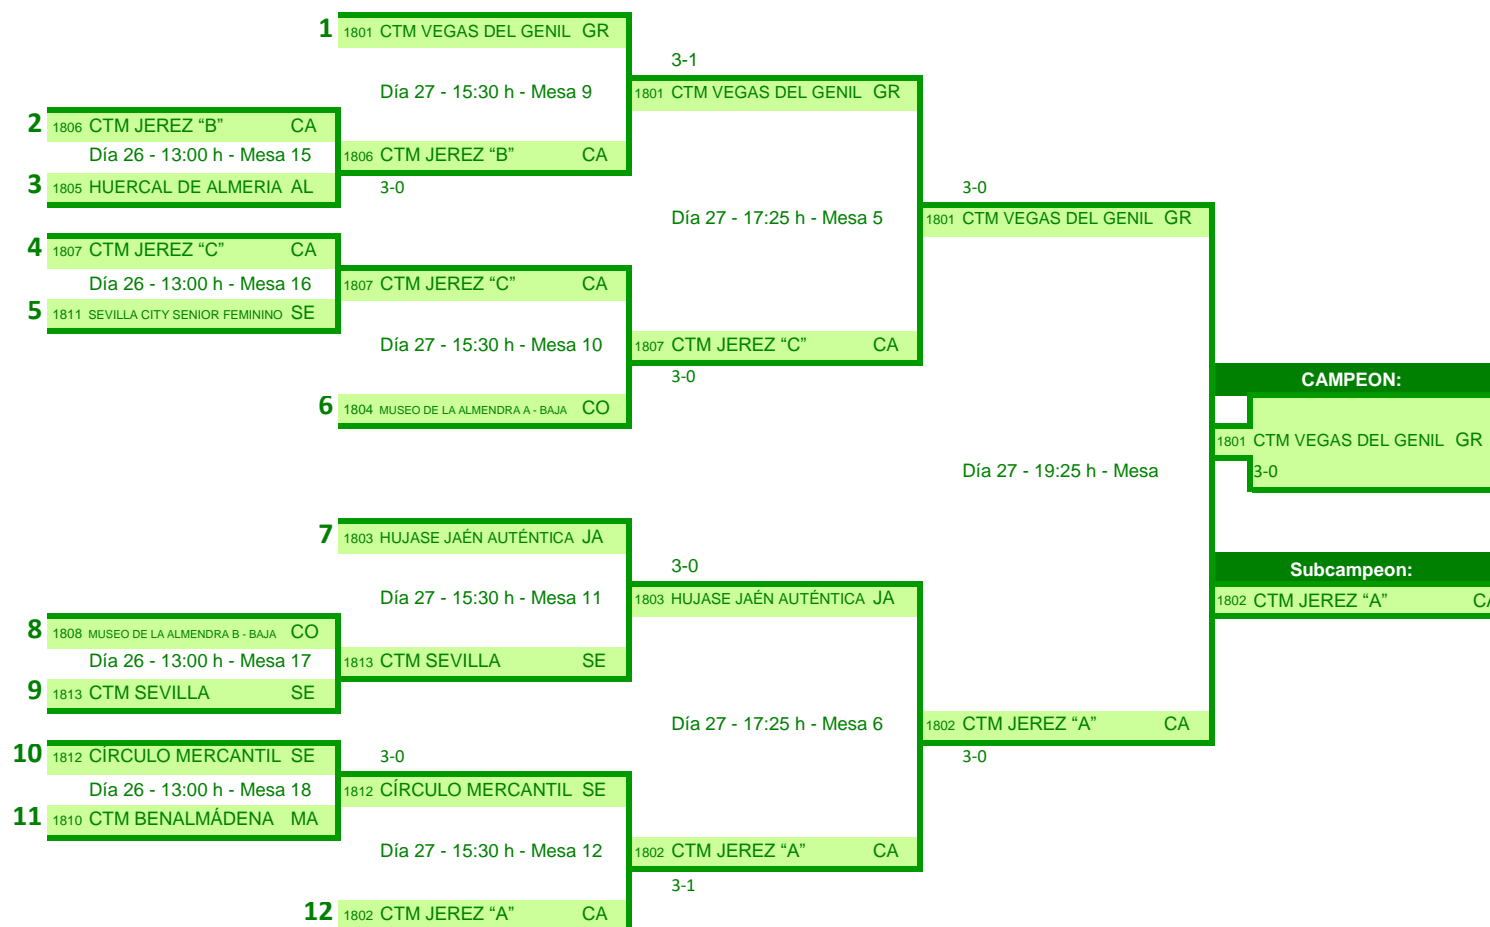 1 1801 CTM VEGAS DEL GENIL GR
3-1
Día 27 - 15:30 h - Mesa 9
1801 CTM VEGAS DEL GENIL GR
2 1806 CTM JEREZ “B” CA
Día 26 - 13:00 h - Mesa 15
1806 CTM JEREZ “B” CA
3 1805 HUERCAL DE ALMERIA AL
3-0
3-0
Día 27 - 17:25 h - Mesa 5
1801 CTM VEGAS DEL GENIL GR
4 1807 CTM JEREZ “C” CA
Día 26 - 13:00 h - Mesa 16
1807 CTM JEREZ “C” CA
5 1811 SEVILLA CITY SENIOR FEMININO SE
Día 27 - 15:30 h - Mesa 10
1807 CTM JEREZ “C” CA
3-0
CAMPEON:
6 1804 MUSEO DE LA ALMENDRA A - BAJA CO
1801 CTM VEGAS DEL GENIL GR
Día 27 - 19:25 h - Mesa
3-0
7 1803 HUJASE JAÉN AUTÉNTICA JA
3-0
Subcampeon:
Día 27 - 15:30 h - Mesa 11
1803 HUJASE JAÉN AUTÉNTICA JA
1802 CTM JEREZ “A” CA
8 1808 MUSEO DE LA ALMENDRA B - BAJA CO
Día 26 - 13:00 h - Mesa 17
1813 CTM SEVILLA SE
9 1813 CTM SEVILLA SE
Día 27 - 17:25 h - Mesa 6
1802 CTM JEREZ “A” CA
10 1812 CÍRCULO MERCANTIL SE
3-0
3-0
Día 26 - 13:00 h - Mesa 18
1812 CÍRCULO MERCANTIL SE
11 1810 CTM BENALMÁDENA MA
Día 27 - 15:30 h - Mesa 12
1802 CTM JEREZ “A” CA
3-1
12 1802 CTM JEREZ “A” CA